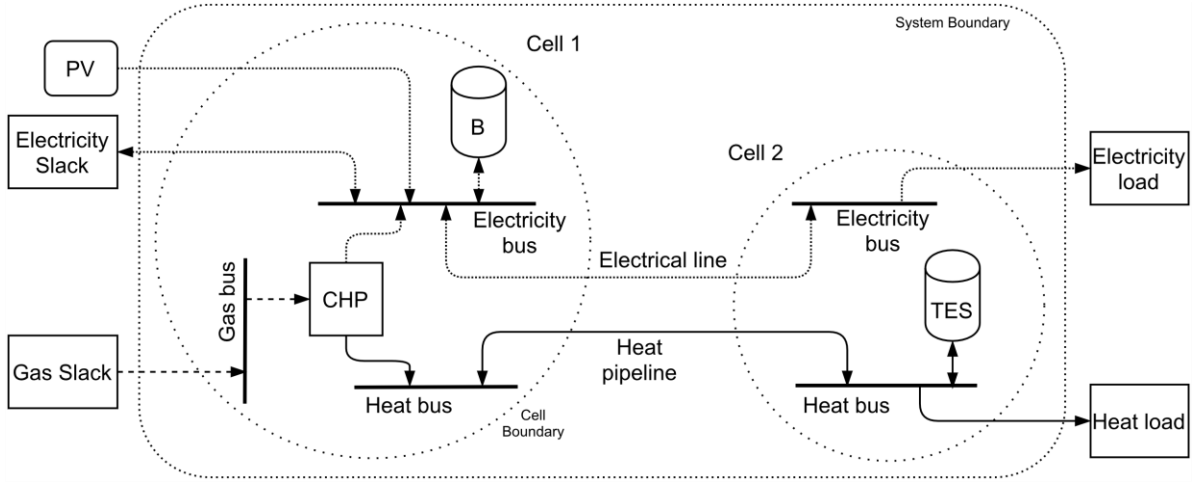 System Boundary
Cell 1
PV
B
Electricity
Slack
Cell 2
Electricity
load
Electricity
bus
Electricity
bus
Electrical line
Gas bus
CHP
TES
Gas Slack
Heat
pipeline
Heat bus
Heat bus
Cell
Boundary
Heat load